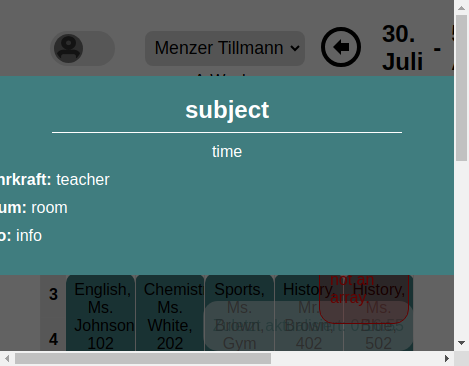 Menzer Tillmann
30.
Juli -
subject
time
hrkraft: teacher
um: room
o: info
not an
array
3
English,
Ms.
Johnson
102
Chemist
Ms.
White,
202
Sports,
Ms.
Brown,
Gym
History
Mr.
Brown,
402
History,
Ms.
Blue,
502
4